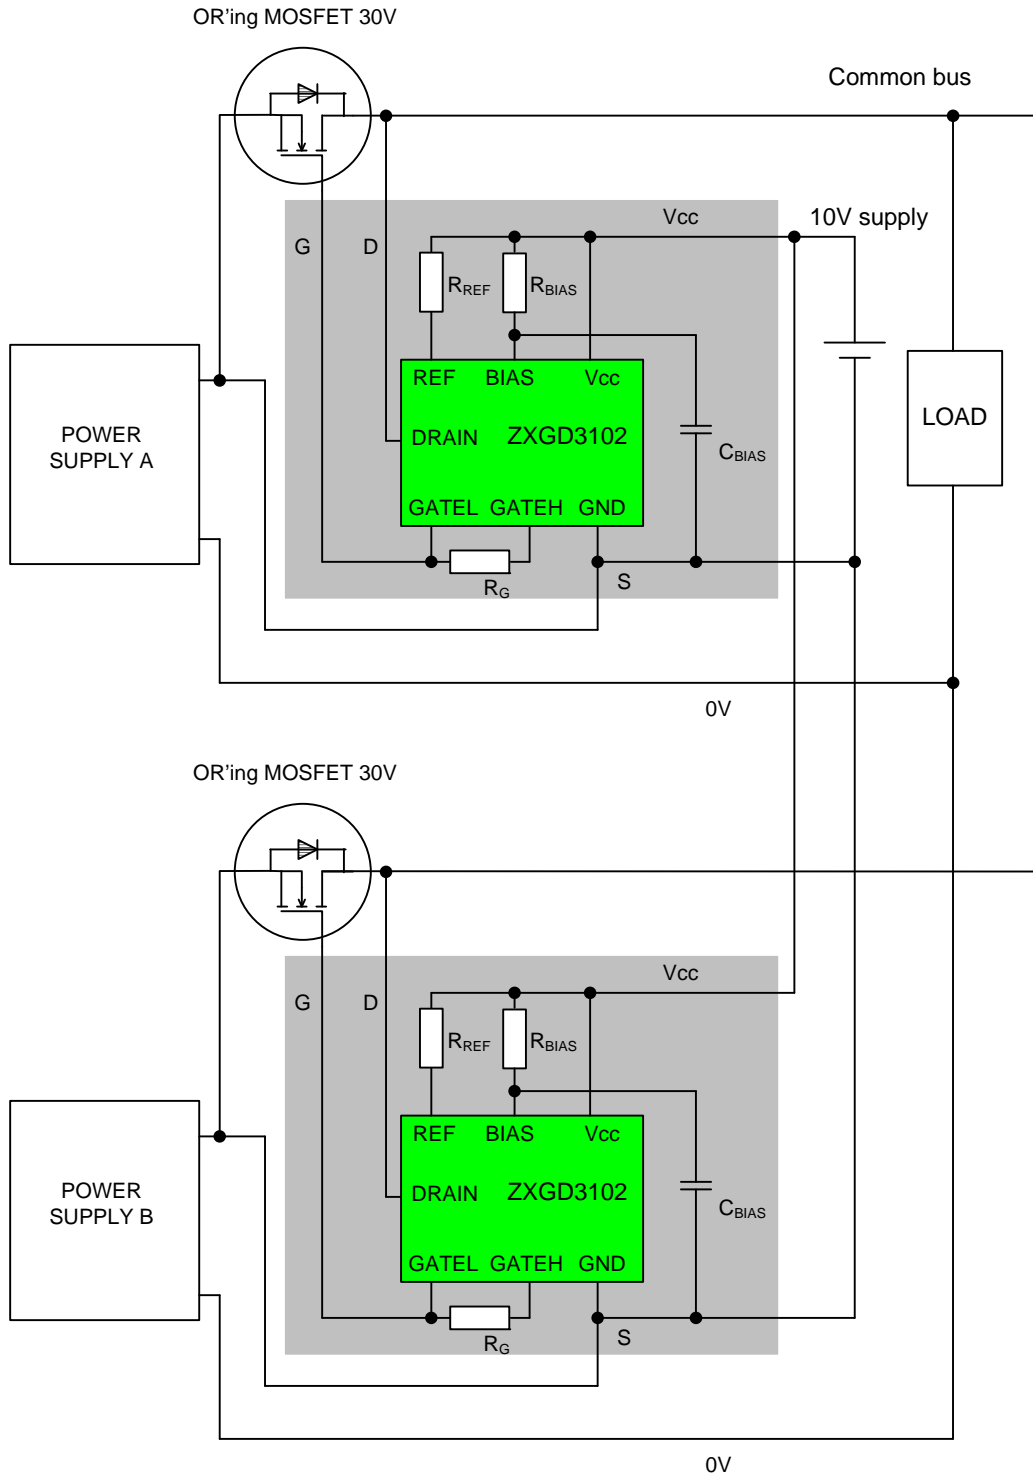 OR'ing MOSFET 30V
Common bus
Vcc
10V supply
G
D
RREF
RBIAS
REF
BIAS
Vcc
POWER
SUPPLY A
DRAIN
ZXGD3102
CBIAS
LOAD
GATEL
GATEH
GND
RG
S
0V
OR'ing MOSFET 30V
Vcc
G
D
RREF
RBIAS
REF
BIAS
Vcc
POWER
SUPPLY B
DRAIN
ZXGD3102
CBIAS
GATEL
GATEH
GND
RG
S
0V